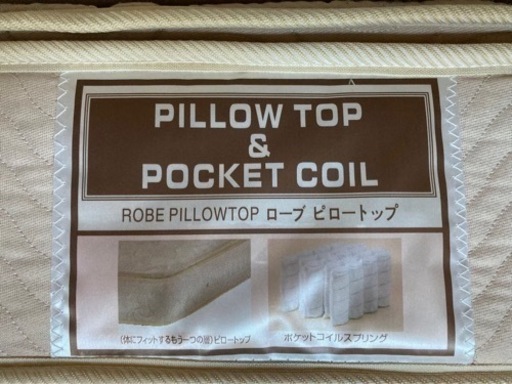 PILLOW TOP
&
POCKET COIL
ROBE PILLOWTOP ローブ ピロートップ
(体にフィットするもう一つの層)ピロートップ
ポケットコイルスプリング